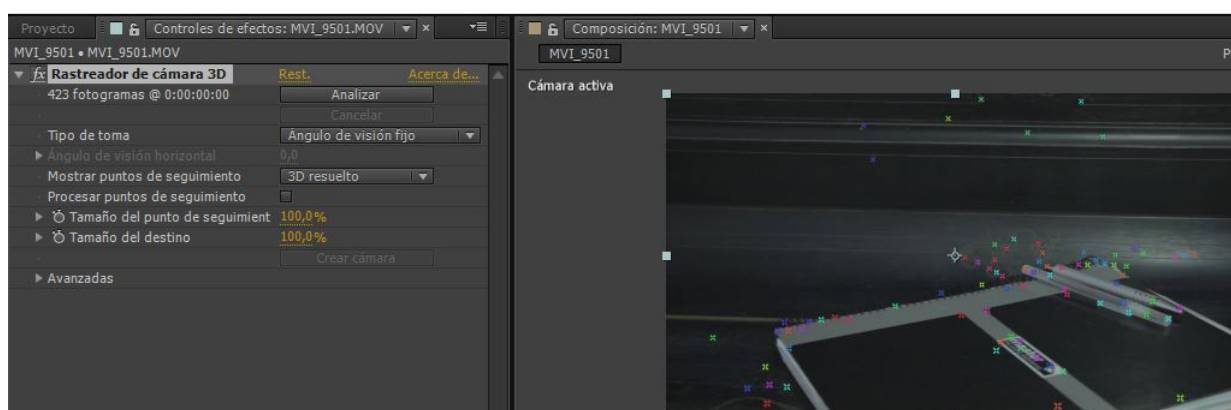 Proyecto
Controles de efectos: MVI_9501.MOV
MVI_9501 • MVI_9501.MOV
fx Rastreador de cámara 3D Rest. Acerca de...
423 fotogramas @ 0:00:00:00 Analizar
Cancelar
Tipo de toma Ángulo de visión fijo
Ángulo de visión horizontal 0,0
Mostrar puntos de seguimiento 3D resuelto
Procesar puntos de seguimiento
Tamaño del punto de seguimient 100,0%
Tamaño del destino 100,0%
Crear cámara
Avanzadas
Composición: MVI_9501
MVI_9501
P
Cámara activa